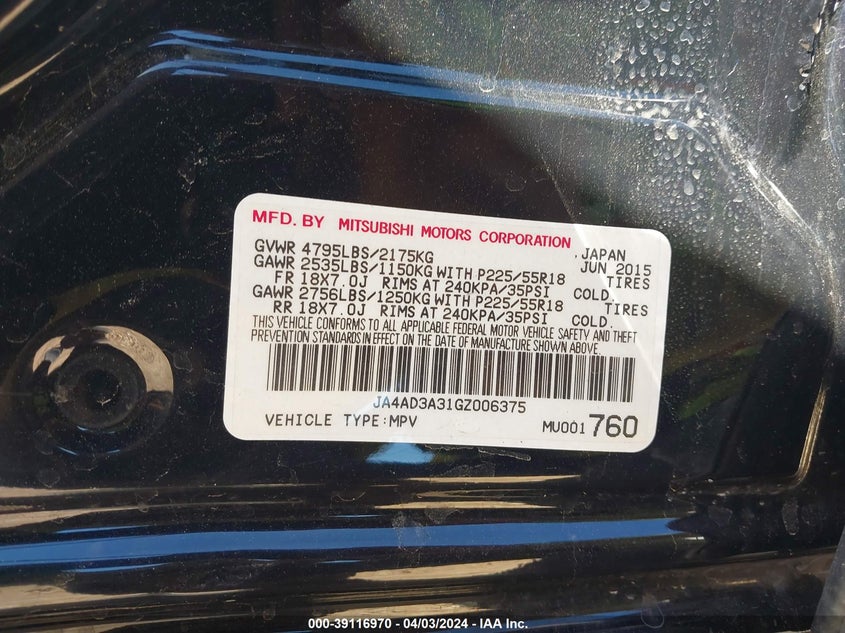 MFD. BY MITSUBISHI MOTORS CORPORATION
GVWR 4795LBS/2175KG JAPAN
GAWR 2535LBS/1150KG WITH P225/55R18 JUN 2015
FR 18X7.0J RIMS AT 240KPA/35PSI COLD. TIRES
GAWR 2756LBS/1250KG WITH P225/55R18 TIRES
RR 18X7.0J RIMS AT 240KPA/35PSI COLD.
THIS VEHICLE CONFORMS TO ALL APPLICABLE FEDERAL MOTOR VEHICLE SAFETY AND THEFT
PREVENTION STANDARDS IN EFFECT ON THE DATE OF MANUFACTURE SHOWN ABOVE.
JA4AD3A31GZ006375
VEHICLE TYPE:MPV MU001760
000-39116970 / 04/03/2024 - IAA Inc.